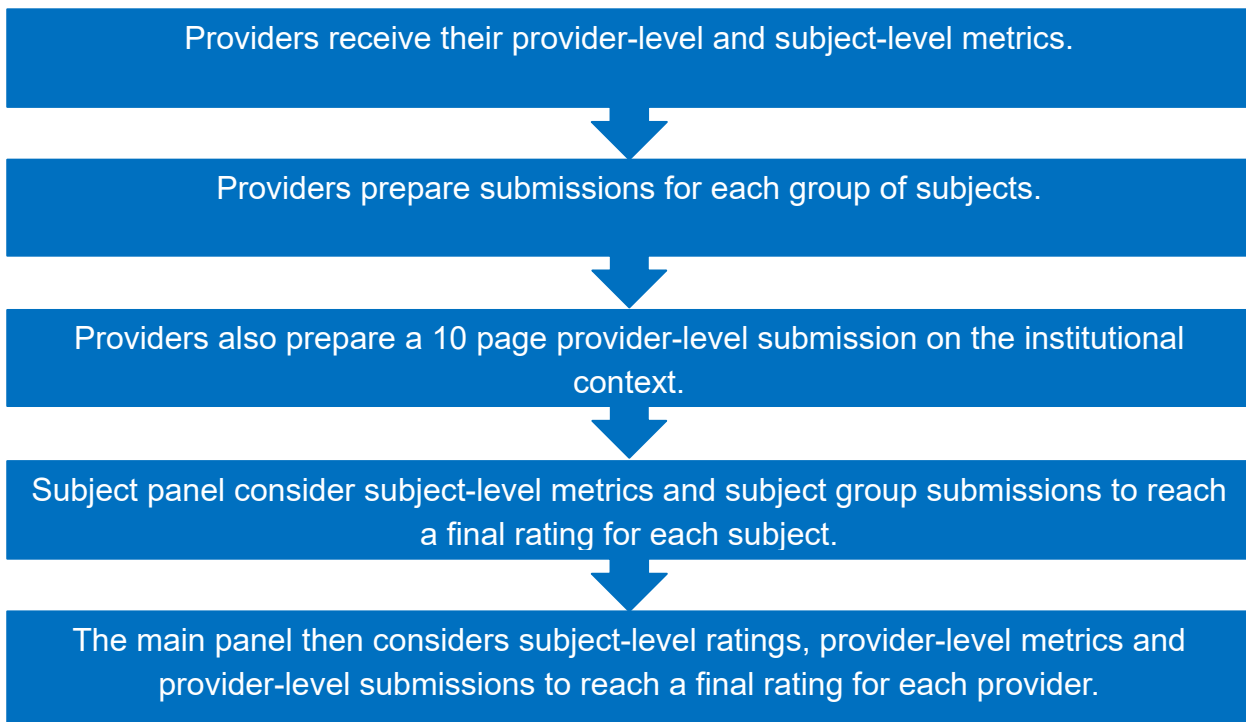 Providers receive their provider-level and subject-level metrics.
Providers prepare submissions for each group of subjects.
Providers also prepare a 10 page provider-level submission on the institutional
context.
Subject panel consider subject-level metrics and subject group submissions to reach
a final rating for each subject.
The main panel then considers subject-level ratings, provider-level metrics and
provider-level submissions to reach a final rating for each provider.